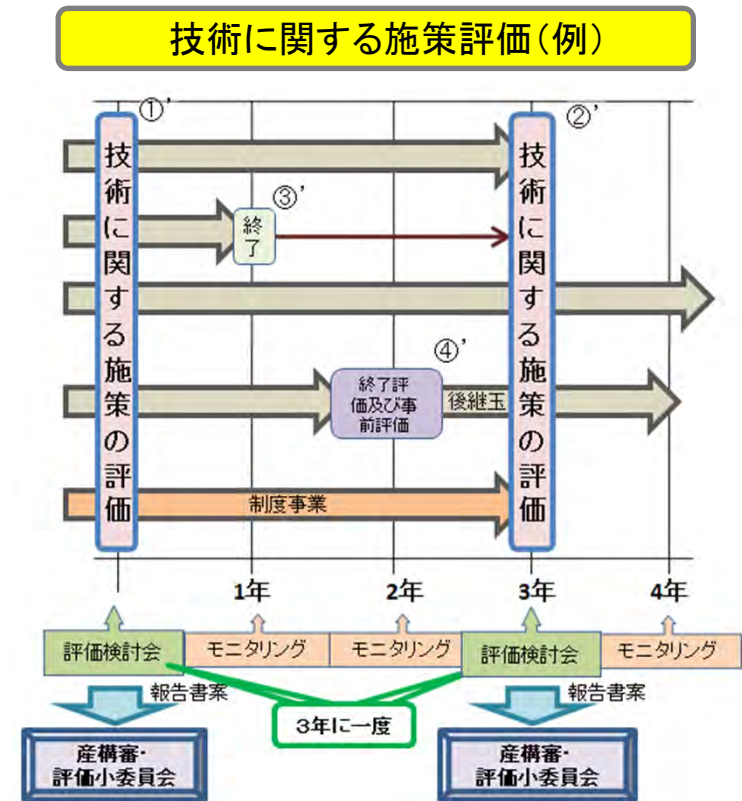 技術に関する施策評価(例)
①’
②’
技術に関する施策の評価
技術に関する施策の評価
③’
終
了
④’
終了評
価及び事
前評価
後継玉
制度事業
1年
2年
3年
4年
評価検討会
モニタリング
モニタリング
評価検討会
モニタリング
報告書案
3年に一度
報告書案
産構審・
評価小委員会
産構審・
評価小委員会